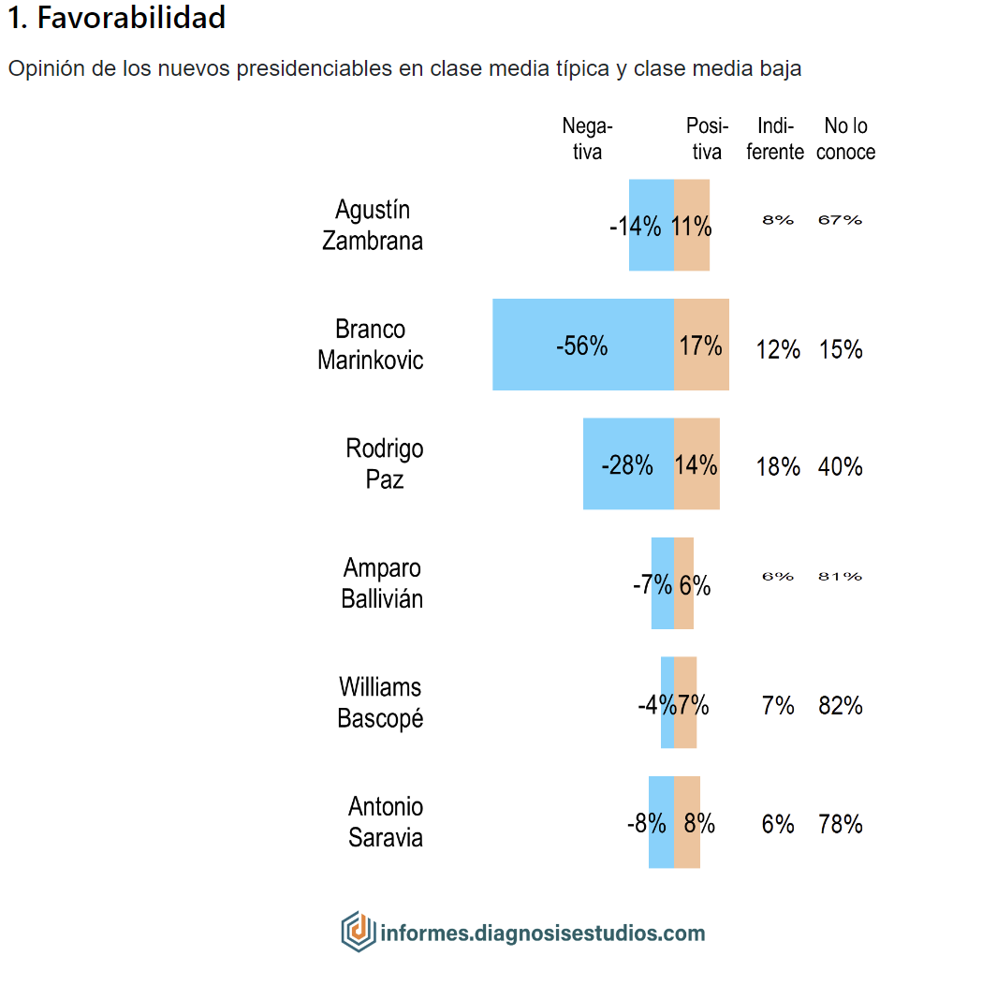 1. Favorabilidad
Opinión de los nuevos presidenciables en clase media típica y clase media baja
Nega- Posi- Indi- No lo
tiva tiva ferente conoce
Agustín
Zambrana
-14% 11% 8% 67%
Branco
Marinkovic
-56% 17% 12% 15%
Rodrigo
Paz
-28% 14% 18% 40%
Amparo
Ballivián
-7% 6% 6% 81%
Williams
Bascopé
-4% 7% 7% 82%
Antonio
Saravia
-8% 8% 6% 78%
informes.diagnosisestudios.com